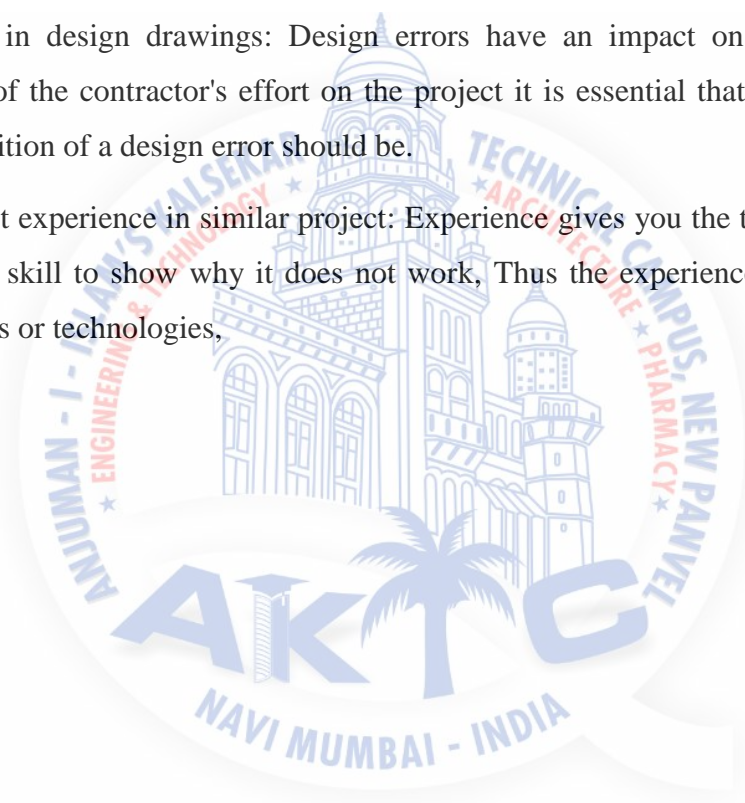 in design drawings: Design errors have an impact on
of the contractor's effort on the project it is essential that
ition of a design error should be.
t experience in similar project: Experience gives you the t
skill to show why it does not work, Thus the experience
s or technologies,
ANJUMAN - I - ISLAM'S KALSEKAR TECHNICAL CAMPUS, NEW PANVEL
★ ENGINEERING & TECHNOLOGY ★ ★ ARCHITECTURE ★ PHARMACY ★
AKTC
NAVI MUMBAI - INDIA